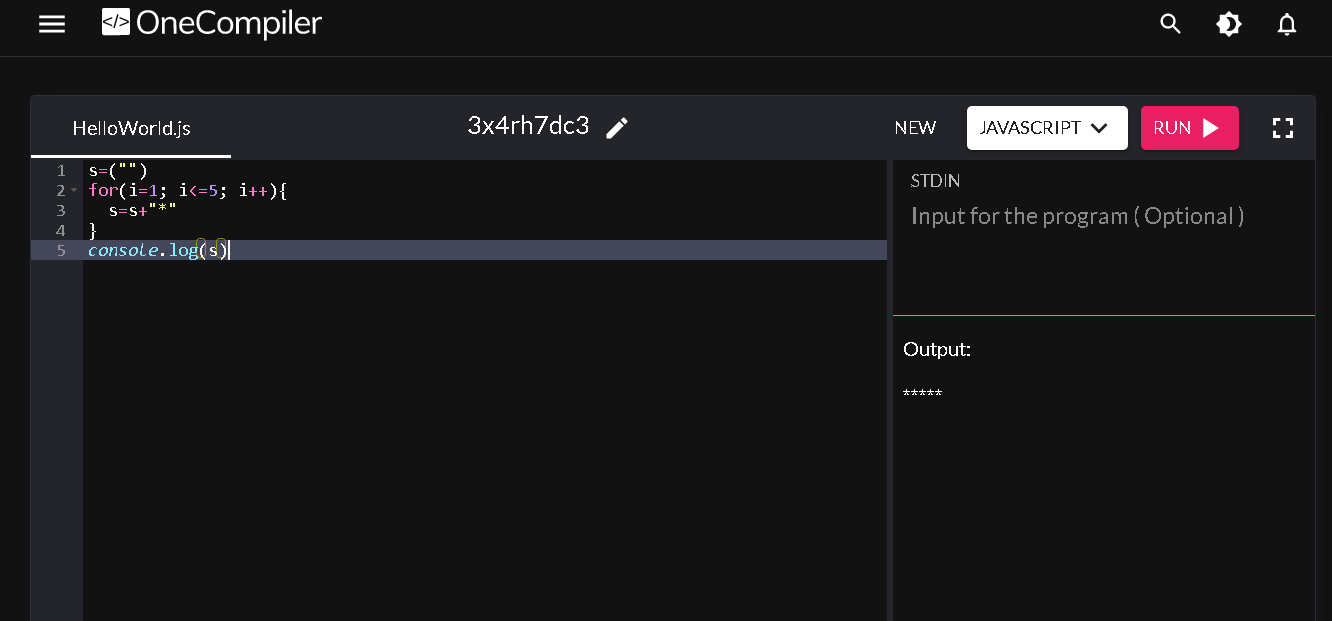 </> OneCompiler
HelloWorld.js
3x4rh7dc3
NEW
JAVASCRIPT
RUN
1 s=("")
2 for(i=1; i<=5; i++){
3   s=s+"*"
4 }
5 console.log(s)
STDIN
Input for the program ( Optional )
Output:
*****